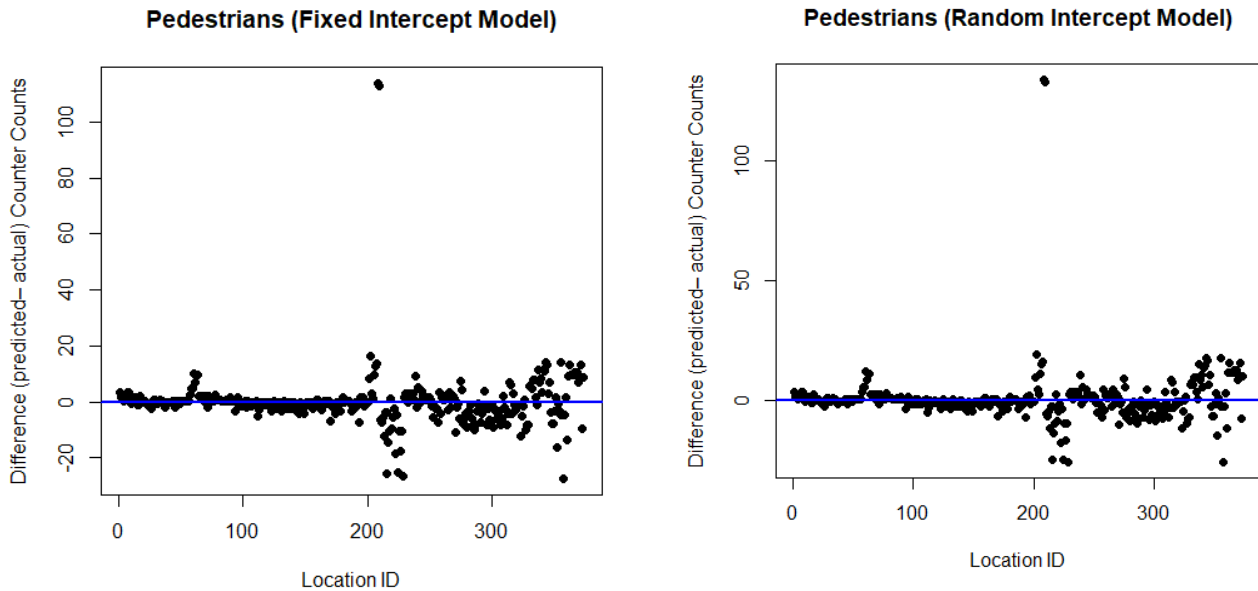 Pedestrians (Fixed Intercept Model)
Difference (predicted– actual) Counter Counts
100
80
60
40
20
0
-20
0 100 200 300
Location ID
Pedestrians (Random Intercept Model)
Difference (predicted– actual) Counter Counts
100
50
0
0 100 200 300
Location ID